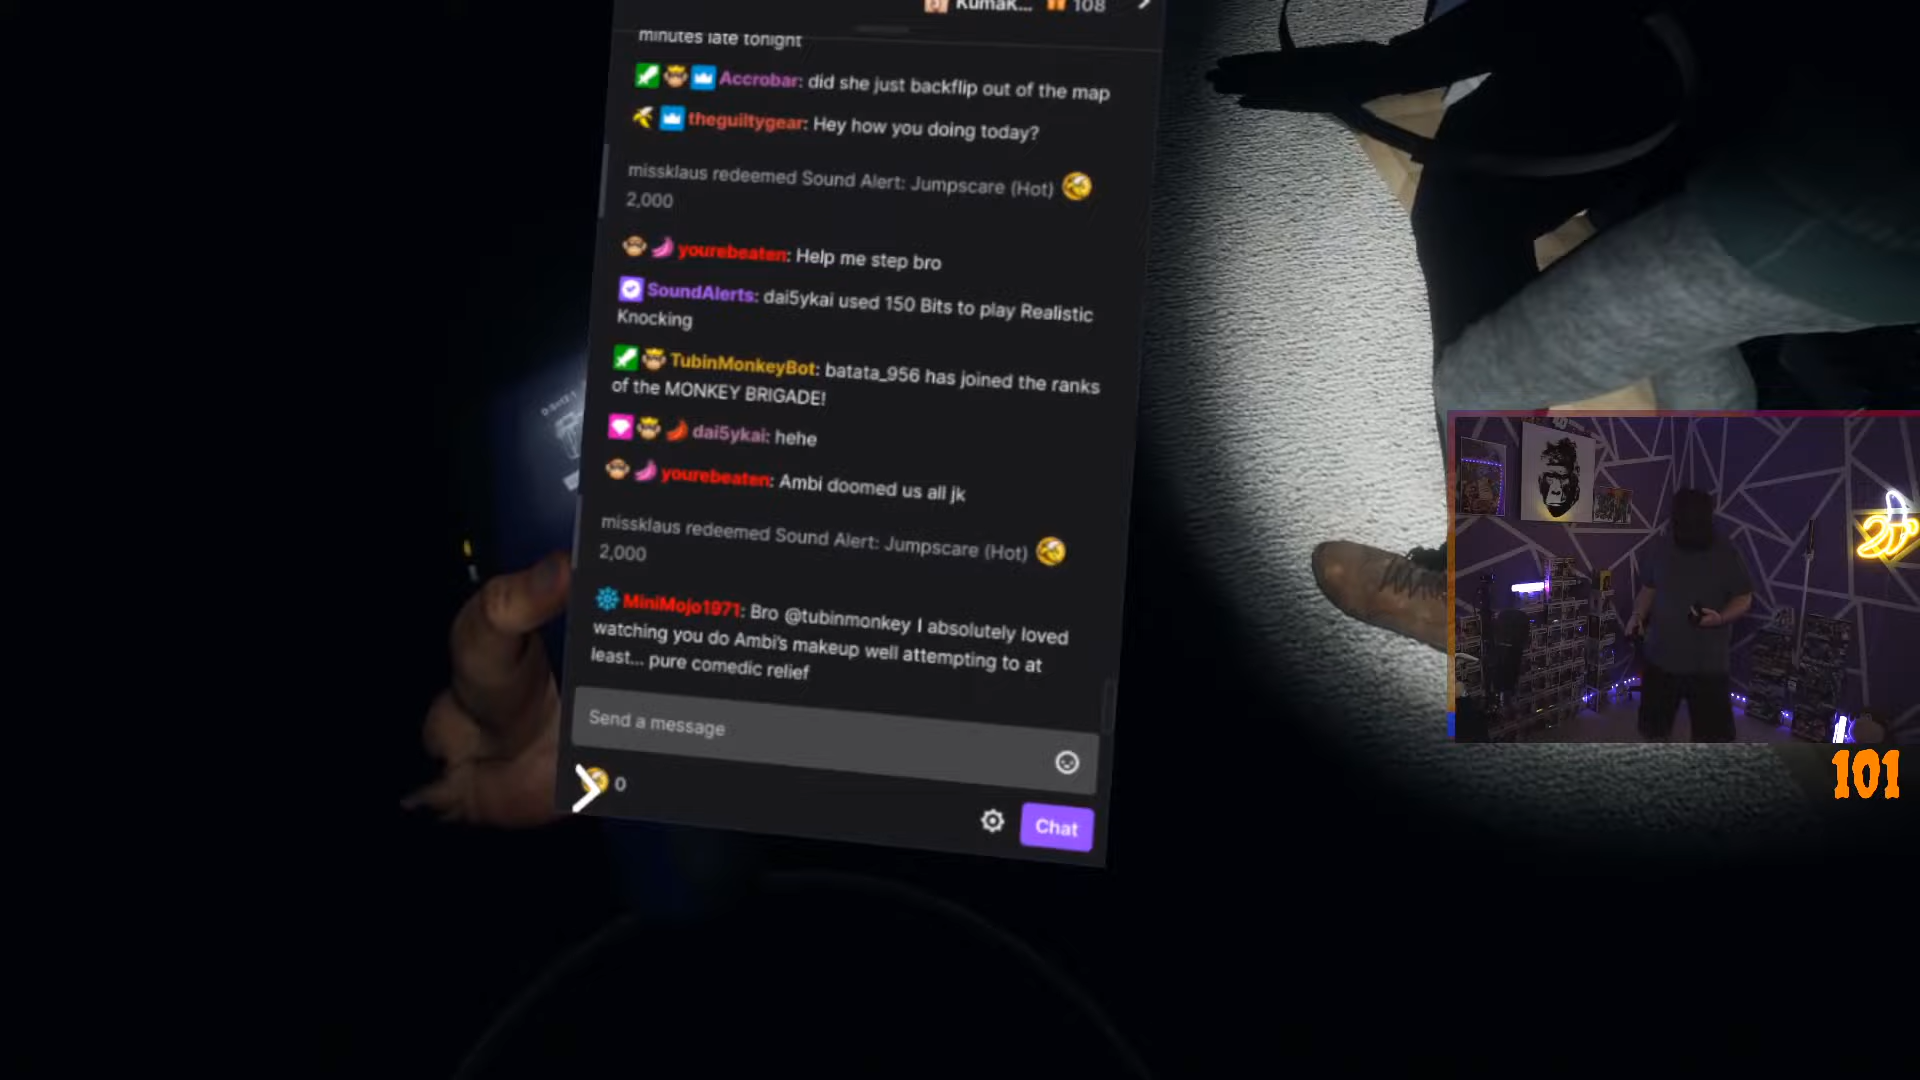 KumaK... 108
minutes late tonight
Accrobar: did she just backflip out of the map
theguiltygear: Hey how you doing today?
missklaus redeemed Sound Alert: Jumpscare (Hot)
2,000
yourebeaten: Help me step bro
SoundAlerts: dai5ykai used 150 Bits to play Realistic
Knocking
TubinMonkeyBot: batata_956 has joined the ranks
of the MONKEY BRIGADE!
dai5ykai: hehe
yourebeaten: Ambi doomed us all jk
missklaus redeemed Sound Alert: Jumpscare (Hot)
2,000
MiniMojo1971: Bro @tubinmonkey I absolutely loved
watching you do Ambi's makeup well attempting to at
least... pure comedic relief
Send a message
0
Chat
101